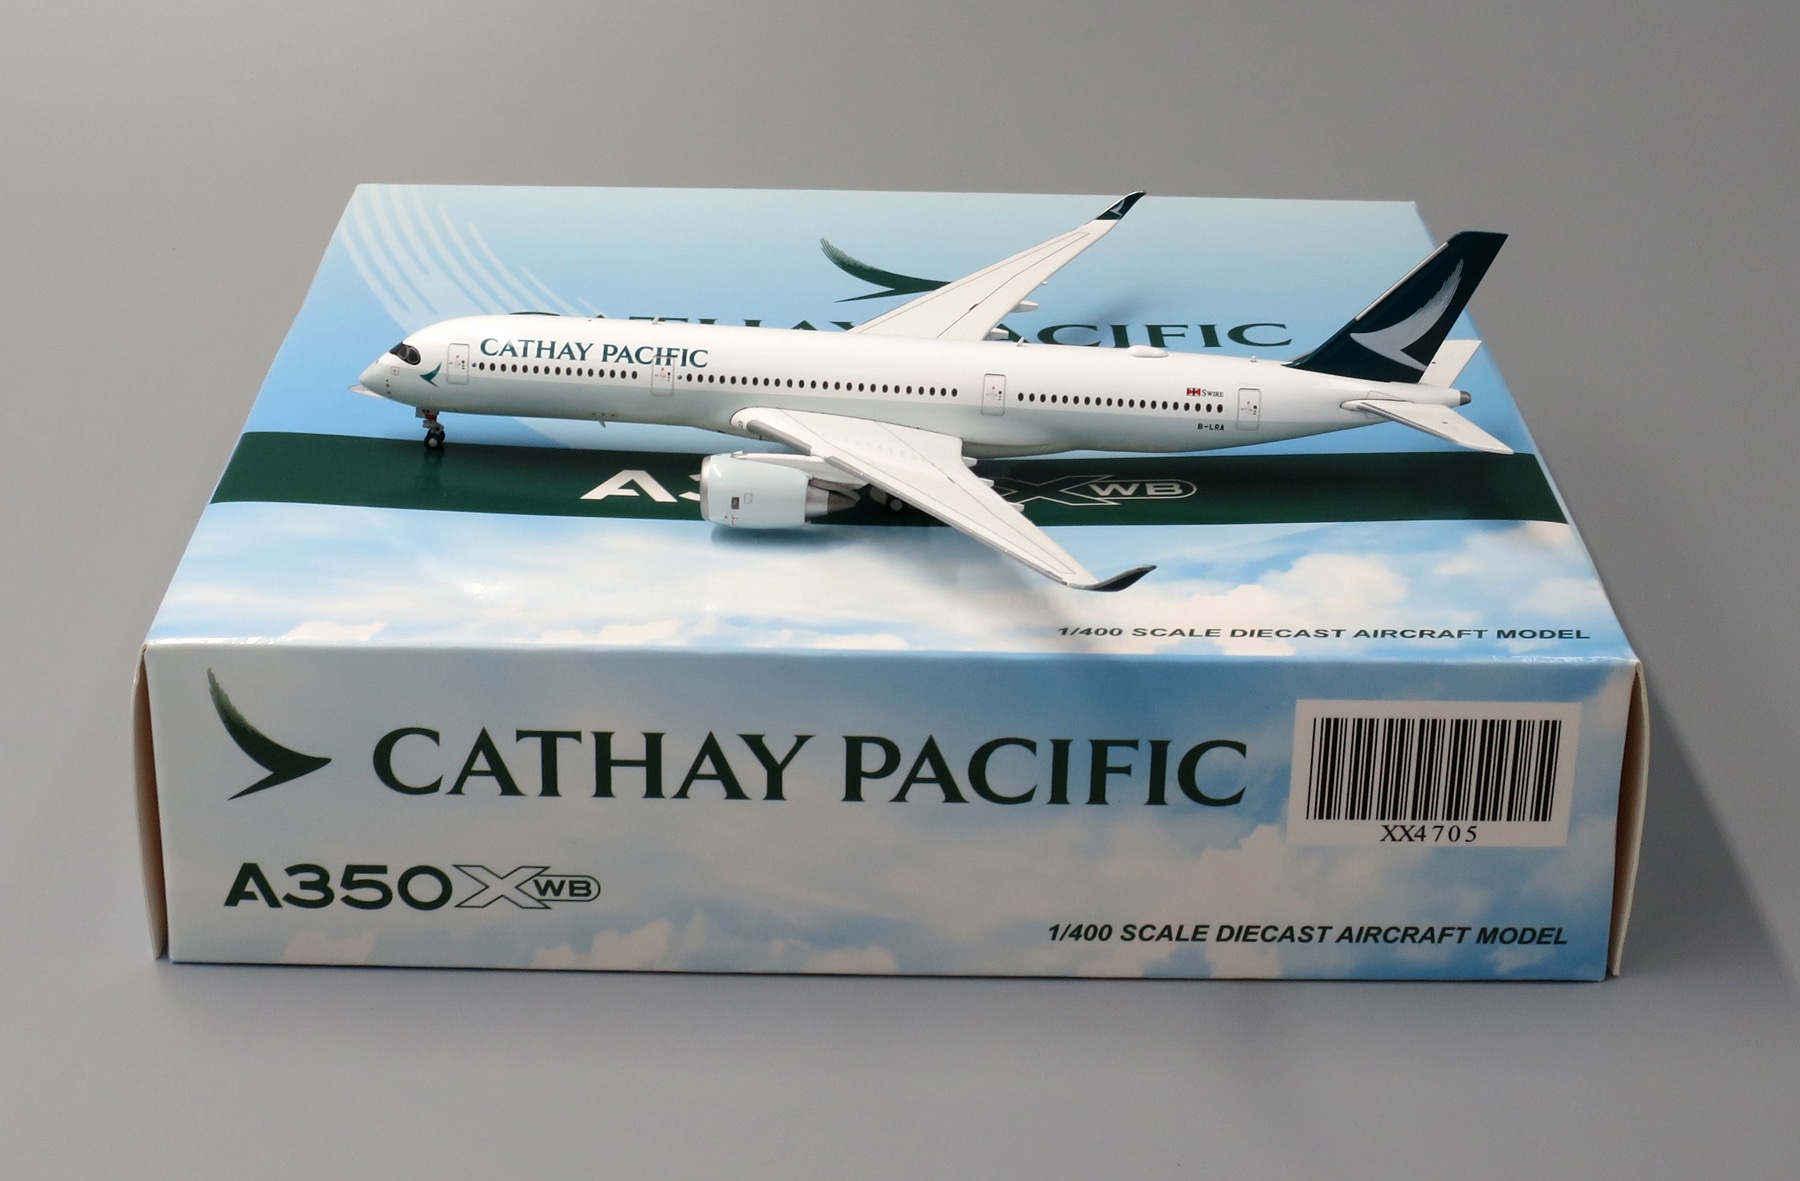 CATHAY PACIFIC
CATHAY PACIFIC
SWIRE
B-LRA
A350XWB
1/400 SCALE DIECAST AIRCRAFT MODEL
CATHAY PACIFIC
XX4705
A350XWB
1/400 SCALE DIECAST AIRCRAFT MODEL